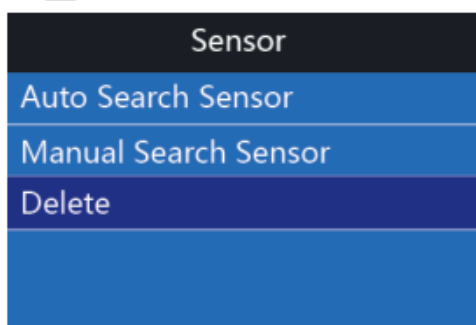 Sensor
Auto Search Sensor
Manual Search Sensor
Delete